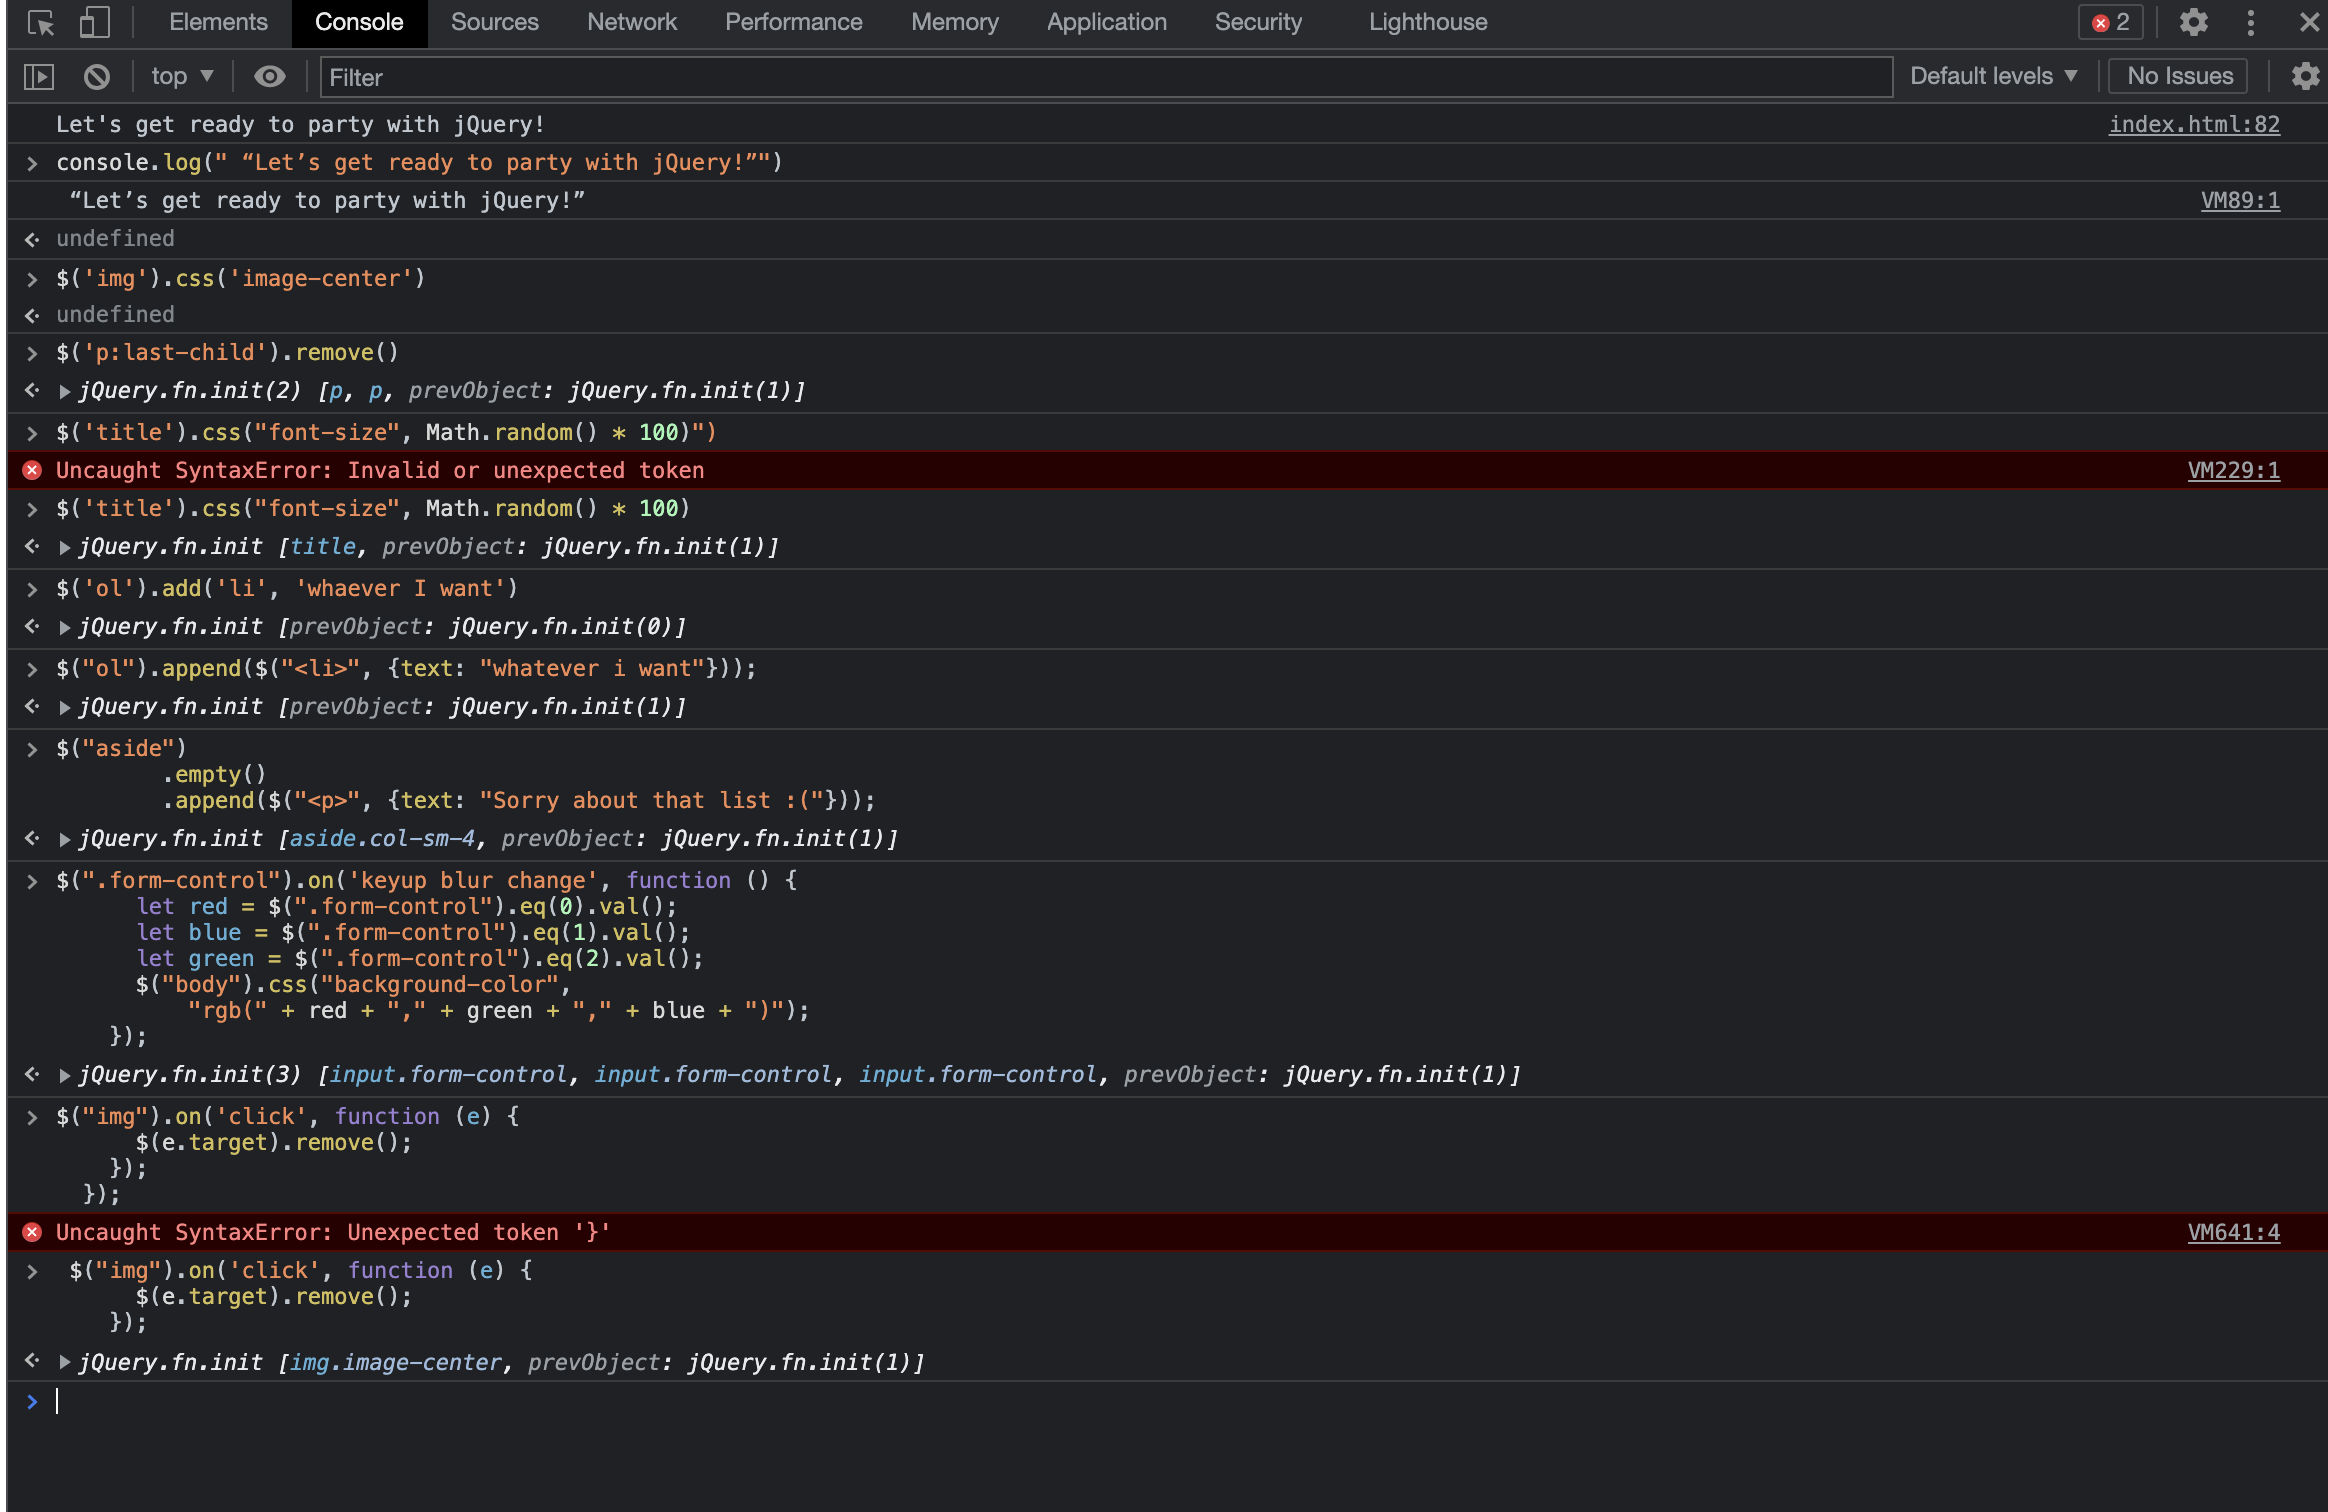 Elements Console Sources Network Performance Memory Application Security Lighthouse 2
top Filter Default levels No Issues
Let's get ready to party with jQuery! index.html:82
console.log(" “Let’s get ready to party with jQuery!”")
“Let’s get ready to party with jQuery!” VM89:1
undefined
$('img').css('image-center')
undefined
$('p:last-child').remove()
jQuery.fn.init(2) [p, p, prevObject: jQuery.fn.init(1)]
$('title').css("font-size", Math.random() * 100)")
Uncaught SyntaxError: Invalid or unexpected token VM229:1
$('title').css("font-size", Math.random() * 100)
jQuery.fn.init [title, prevObject: jQuery.fn.init(1)]
$('ol').add('li', 'whaever I want')
jQuery.fn.init [prevObject: jQuery.fn.init(0)]
$("ol").append($("<li>", {text: "whatever i want"}));
jQuery.fn.init [prevObject: jQuery.fn.init(1)]
$("aside")
.empty()
.append($("<p>", {text: "Sorry about that list :("}));
jQuery.fn.init [aside.col-sm-4, prevObject: jQuery.fn.init(1)]
$(".form-control").on('keyup blur change', function () {
let red = $(".form-control").eq(0).val();
let blue = $(".form-control").eq(1).val();
let green = $(".form-control").eq(2).val();
$("body").css("background-color",
"rgb(" + red + "," + green + "," + blue + ")");
});
jQuery.fn.init(3) [input.form-control, input.form-control, input.form-control, prevObject: jQuery.fn.init(1)]
$("img").on('click', function (e) {
$(e.target).remove();
});
});
Uncaught SyntaxError: Unexpected token '}' VM641:4
$("img").on('click', function (e) {
$(e.target).remove();
});
jQuery.fn.init [img.image-center, prevObject: jQuery.fn.init(1)]